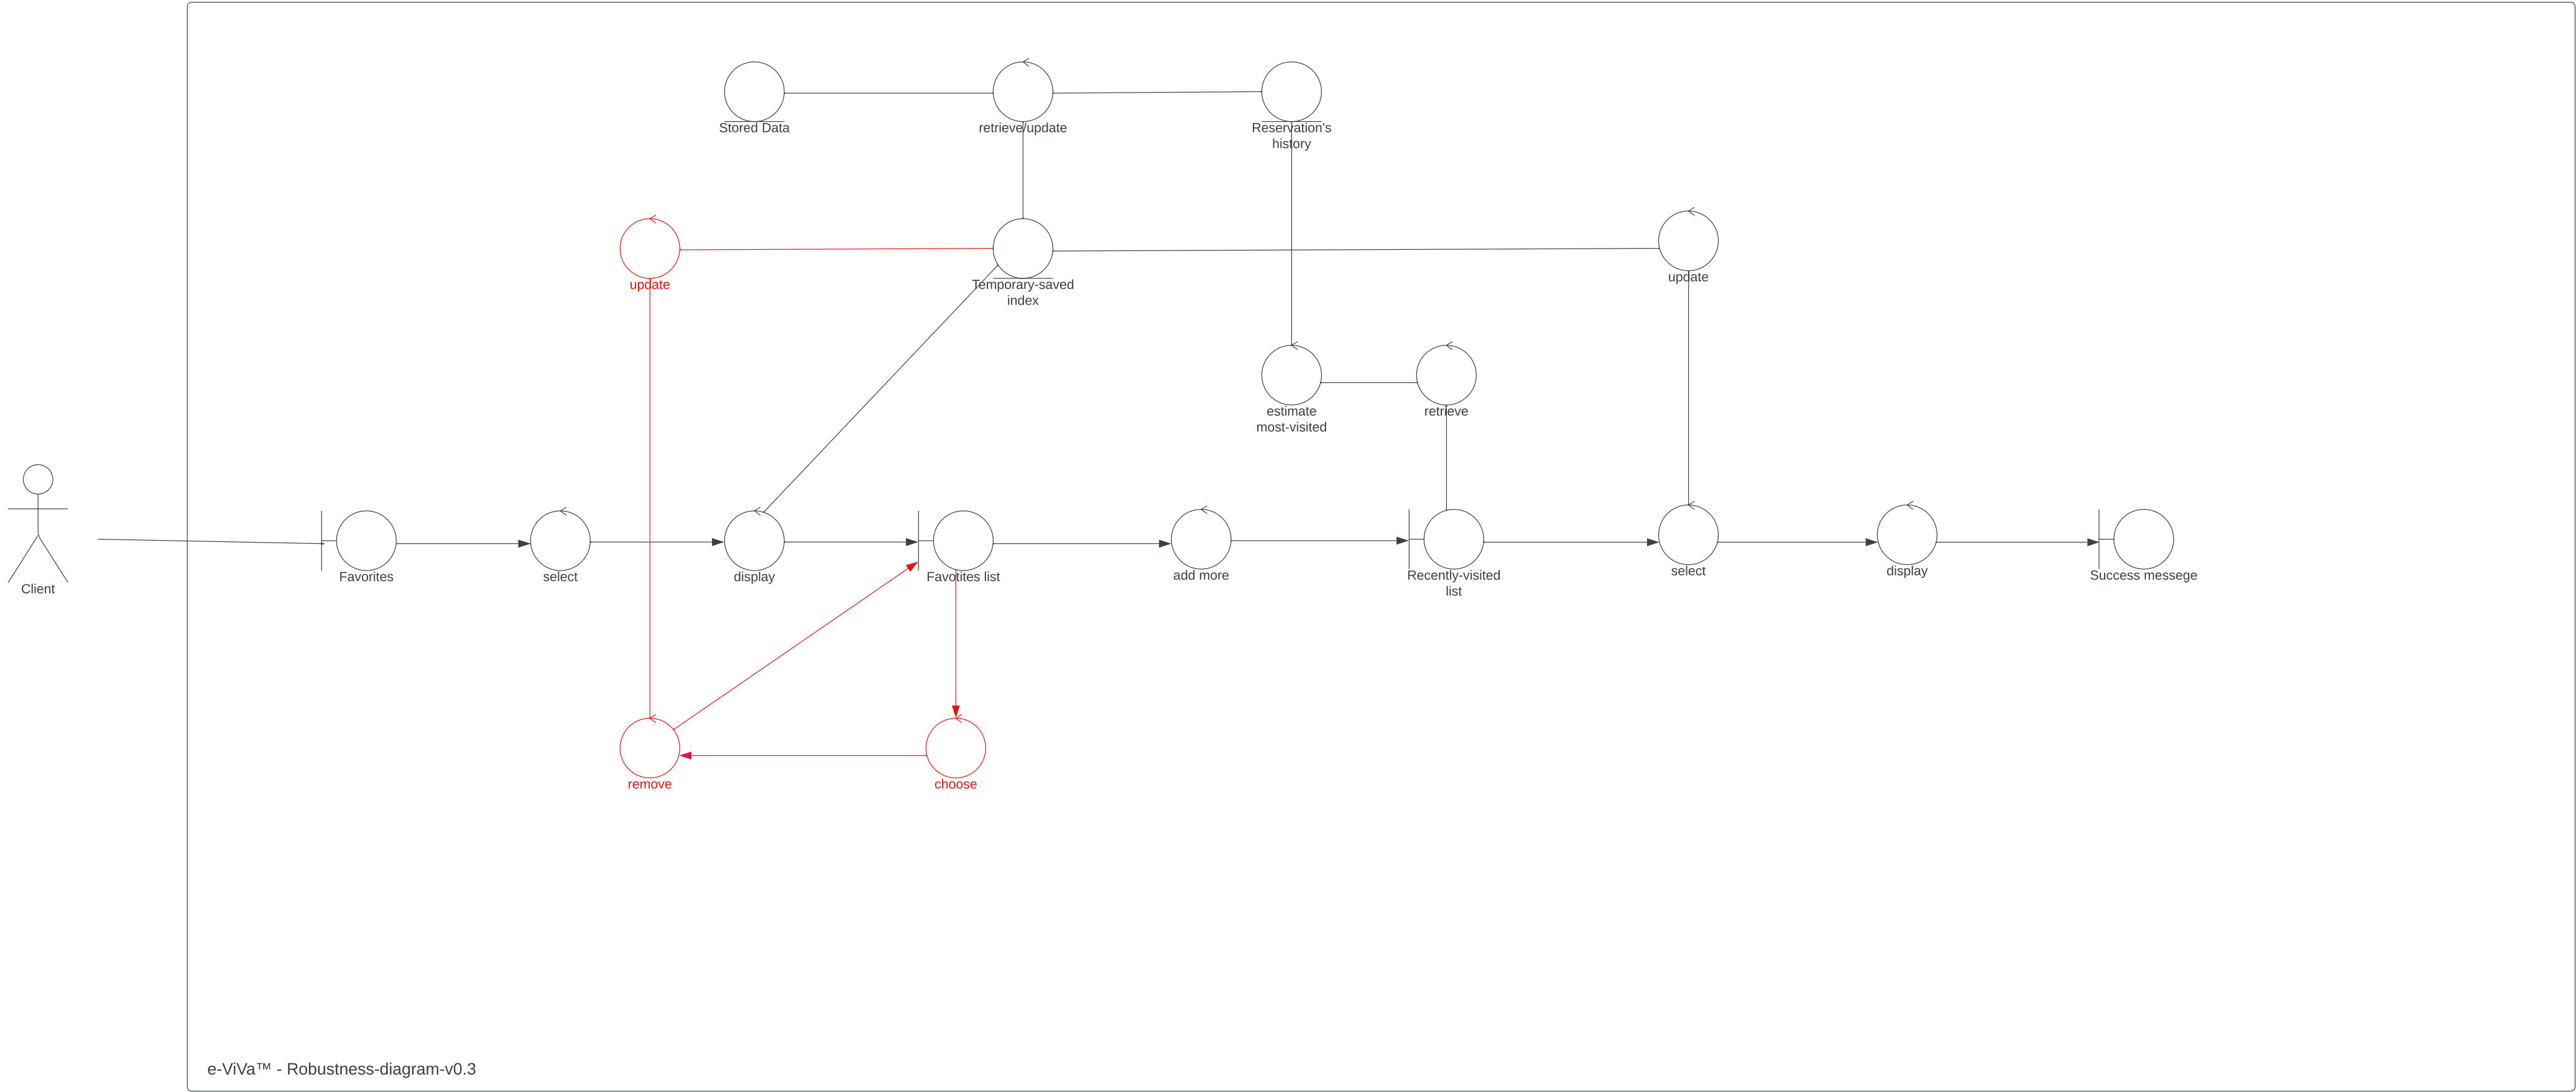 Stored Data
retrieve/update
Reservation's
history
update
Temporary-saved
index
update
estimate
most-visited
retrieve
Client
Favorites
select
display
Favotites list
add more
Recently-visited
list
select
display
Success messege
remove
choose
e-ViVa™ - Robustness-diagram-v0.3